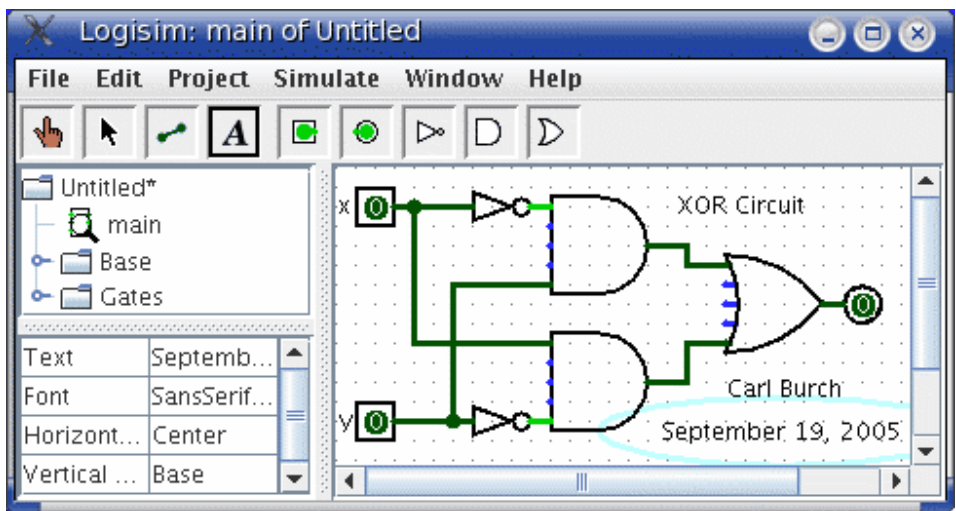 Logisim: main of Untitled
File Edit Project Simulate Window Help
A
Untitled*
main
Base
Gates
Text Septemb...
Font SansSerif...
Horizont... Center
Vertical ... Base
x 0
XOR Circuit
0
Carl Burch
y 0
September 19, 2005